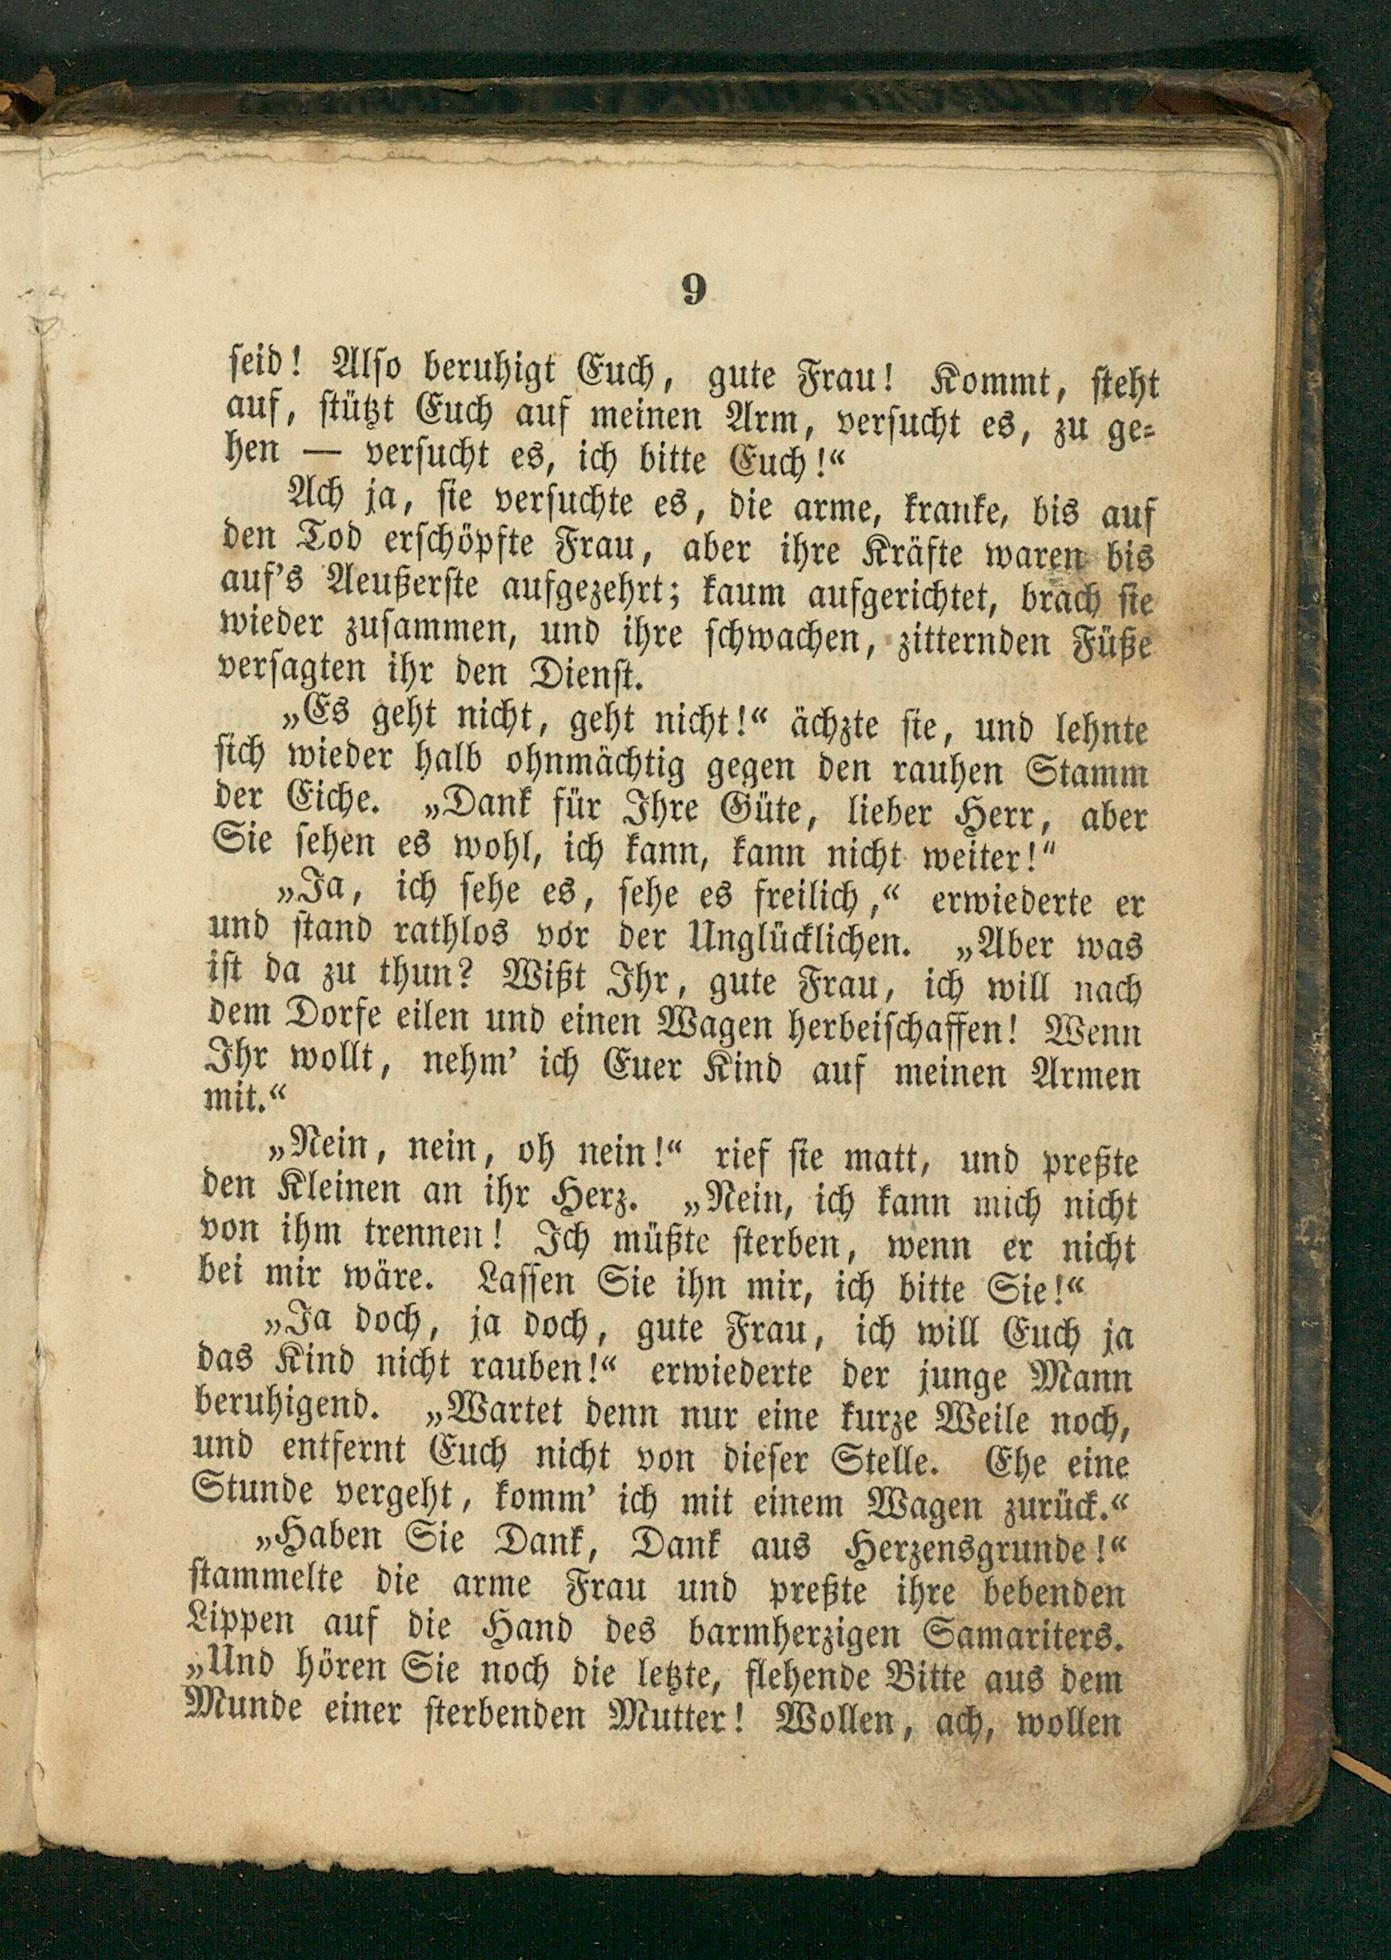 9
seid! Also beruhigt Euch, gute Frau! Kommt, steht
auf, stützt Euch auf meinen Arm, versucht es, zu ge-
hen — versucht es, ich bitte Euch!“
Ach ja, sie versuchte es, die arme, kranke, bis auf
den Tod erschöpfte Frau, aber ihre Kräfte waren bis
auf's Aeußerste aufgezehrt; kaum aufgerichtet, brach sie
wieder zusammen, und ihre schwachen, zitternden Füße
versagten ihr den Dienst.
„Es geht nicht, geht nicht!“ ächzte sie, und lehnte
sich wieder halb ohnmächtig gegen den rauhen Stamm
der Eiche. „Dank für Ihre Güte, lieber Herr, aber
Sie sehen es wohl, ich kann, kann nicht weiter!“
„Ja, ich sehe es, sehe es freilich,“ erwiederte er
und stand rathlos vor der Unglücklichen. „Aber was
ist da zu thun? Wißt Ihr, gute Frau, ich will nach
dem Dorfe eilen und einen Wagen herbeischaffen! Wenn
Ihr wollt, nehm' ich Euer Kind auf meinen Armen
mit.“
„Nein, nein, oh nein!“ rief sie matt, und preßte
den Kleinen an ihr Herz. „Nein, ich kann mich nicht
von ihm trennen! Ich müßte sterben, wenn er nicht
bei mir wäre. Lassen Sie ihn mir, ich bitte Sie!“
„Ja doch, ja doch, gute Frau, ich will Euch ja
das Kind nicht rauben!“ erwiederte der junge Mann
beruhigend. „Wartet denn nur eine kurze Weile noch,
und entfernt Euch nicht von dieser Stelle. Ehe eine
Stunde vergeht, komm' ich mit einem Wagen zurück.“
„Haben Sie Dank, Dank aus Herzensgrunde!“
stammelte die arme Frau und preßte ihre bebenden
Lippen auf die Hand des barmherzigen Samariters.
„Und hören Sie noch die letzte, flehende Bitte aus dem
Munde einer sterbenden Mutter! Wollen, ach, wollen